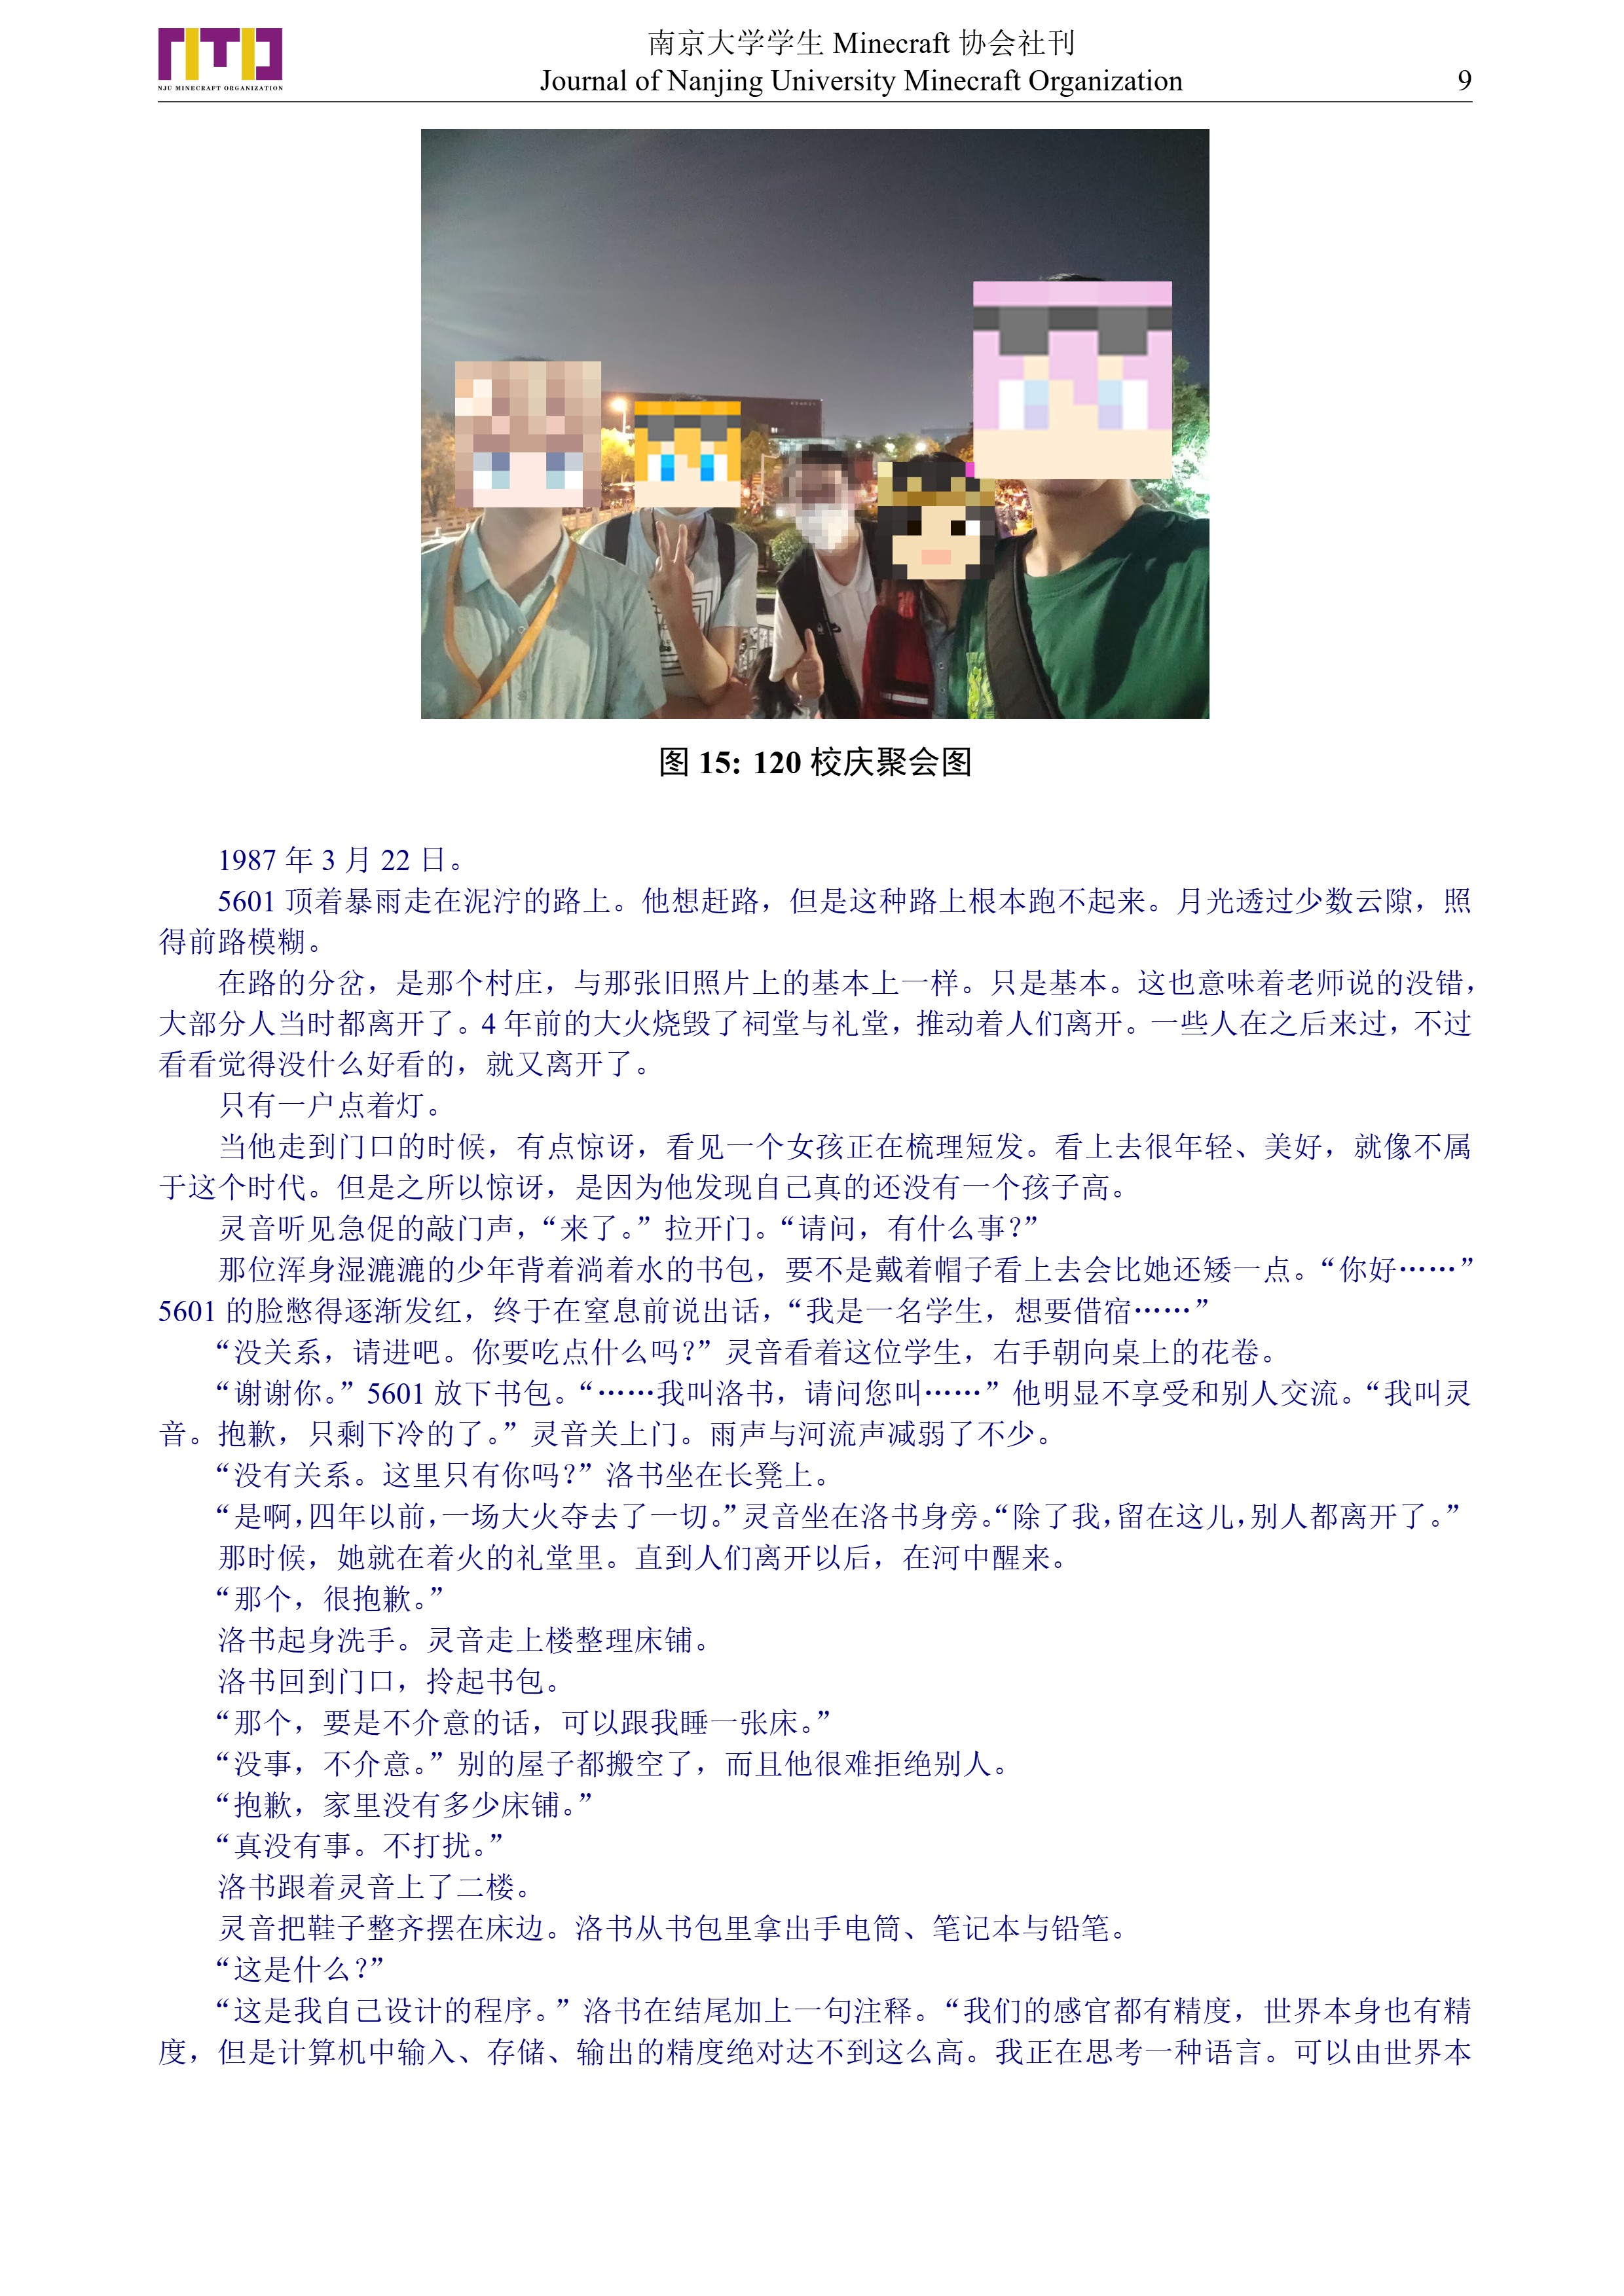 南京大学学生 Minecraft 协会社刊
Journal of Nanjing University Minecraft Organization
9
NJU MINECRAFT ORGANIZATION
图 15: 120 校庆聚会图
1987 年 3 月 22 日。
5601 顶着暴雨走在泥泞的路上。他想赶路，但是这种路上根本跑不起来。月光透过少数云隙，照
得前路模糊。
在路的分岔，是那个村庄，与那张旧照片上的基本上一样。只是基本。这也意味着老师说的没错，
大部分人当时都离开了。4 年前的大火烧毁了祠堂与礼堂，推动着人们离开。一些人在之后来过，不过
看看觉得没什么好看的，就又离开了。
只有一户点着灯。
当他走到门口的时候，有点惊讶，看见一个女孩正在梳理短发。看上去很年轻、美好，就像不属
于这个时代。但是之所以惊讶，是因为他发现自己真的还没有一个孩子高。
灵音听见急促的敲门声，“来了。”拉开门。“请问，有什么事?”
那位浑身湿漉漉的少年背着淌着水的书包，要不是戴着帽子看上去会比她还矮一点。“你好……”
5601 的脸憋得逐渐发红，终于在窒息前说出话，“我是一名学生，想要借宿……”
“没关系，请进吧。你要吃点什么吗?”灵音看着这位学生，右手朝向桌上的花卷。
“谢谢你。”5601 放下书包。“……我叫洛书，请问您叫……”他明显不享受和别人交流。“我叫灵
音。抱歉，只剩下冷的了。”灵音关上门。雨声与河流声减弱了不少。
“没有关系。这里只有你吗?”洛书坐在长凳上。
“是啊，四年以前，一场大火夺去了一切。”灵音坐在洛书身旁。“除了我，留在这儿，别人都离开了。”
那时候，她就在着火的礼堂里。直到人们离开以后，在河中醒来。
“那个，很抱歉。”
洛书起身洗手。灵音走上楼整理床铺。
洛书回到门口，拎起书包。
“那个，要是不介意的话，可以跟我睡一张床。”
“没事，不介意。”别的屋子都搬空了，而且他很难拒绝别人。
“抱歉，家里没有多少床铺。”
“真没有事。不打扰。”
洛书跟着灵音上了二楼。
灵音把鞋子整齐摆在床边。洛书从书包里拿出手电筒、笔记本与铅笔。
“这是什么?”
“这是我自己设计的程序。”洛书在结尾加上一句注释。“我们的感官都有精度，世界本身也有精
度，但是计算机中输入、存储、输出的精度绝对达不到这么高。我正在思考一种语言。可以由世界本